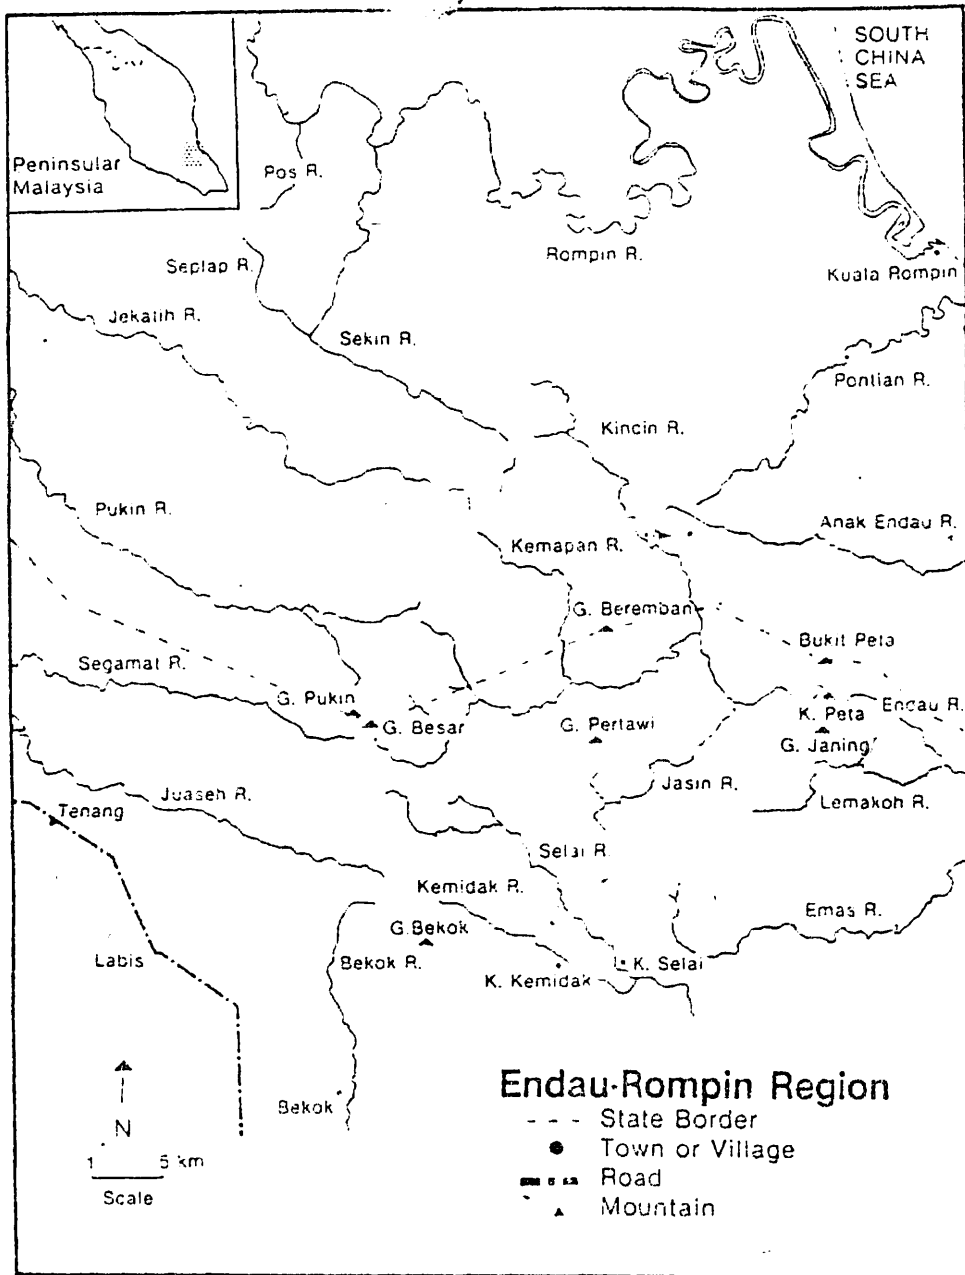 SOUTH
CHINA
SEA
Peninsular
Malaysia
Pos R.
Rompin R.
Seplap R.
Kuala Rompin
Jekatih R.
Sekin R.
Pontian R.
Kincin R.
Pukin R.
Anak Endau R.
Kemapan R.
G. Beremban
Bukit Peta
Segamat R.
G. Pukin
G. Besar
G. Pertawi
K. Peta
Endau R.
G. Janing
Juaseh R.
Jasin R.
Lemakoh R.
Tenang
Selai R.
Kemidak R.
Emas R.
G.Bekok
Labis
Bekok R.
K. Kemidak
K. Selai
Bekok
N
1 5 km
Scale
Endau-Rompin Region
State Border
Town or Village
Road
Mountain